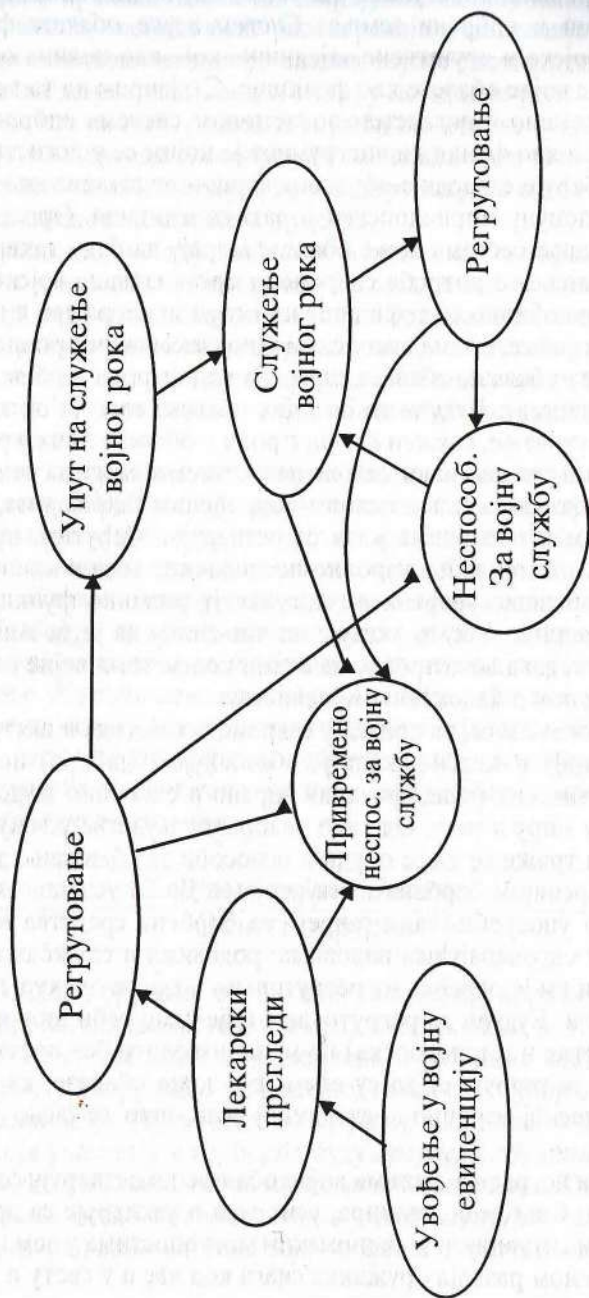 Увођење у војну
евиденцију
Лекарски
прегледи
Регрутовање
Привремено
неспос. за војну
службу
Упт на служење
војног рока
Служење
војног рока
Неспособ.
За војну
службу
Регрутовање